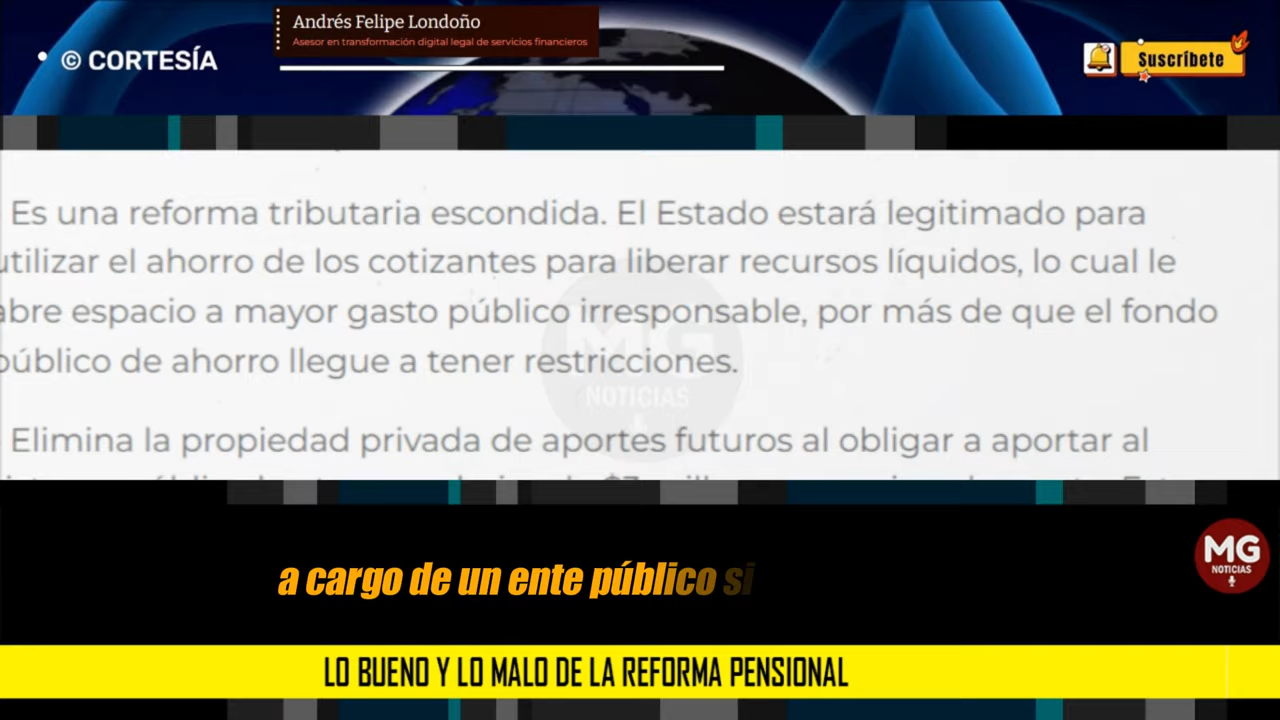 Andrés Felipe Londoño
Asesor en transformación digital legal de servicios financieros
© CORTESÍA
Suscríbete
Es una reforma tributaria escondida. El Estado estará legitimado para
utilizar el ahorro de los cotizantes para liberar recursos líquidos, lo cual le
abre espacio a mayor gasto público irresponsable, por más de que el fondo
público de ahorro llegue a tener restricciones.
MG
NOTICIAS
Elimina la propiedad privada de aportes futuros al obligar a aportar al
a cargo de un ente público si
MG
NOTICIAS
LO BUENO Y LO MALO DE LA REFORMA PENSIONAL